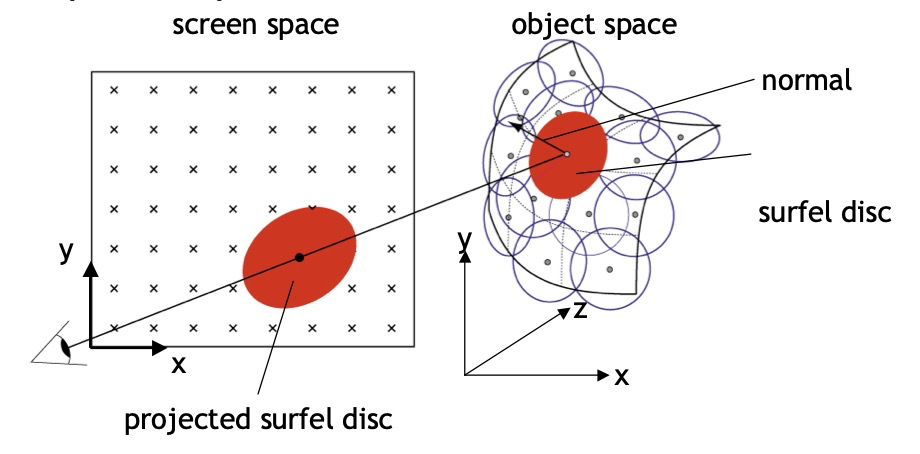 screen space
object space
normal
surfel disc
y
x
y
z
x
projected surfel disc